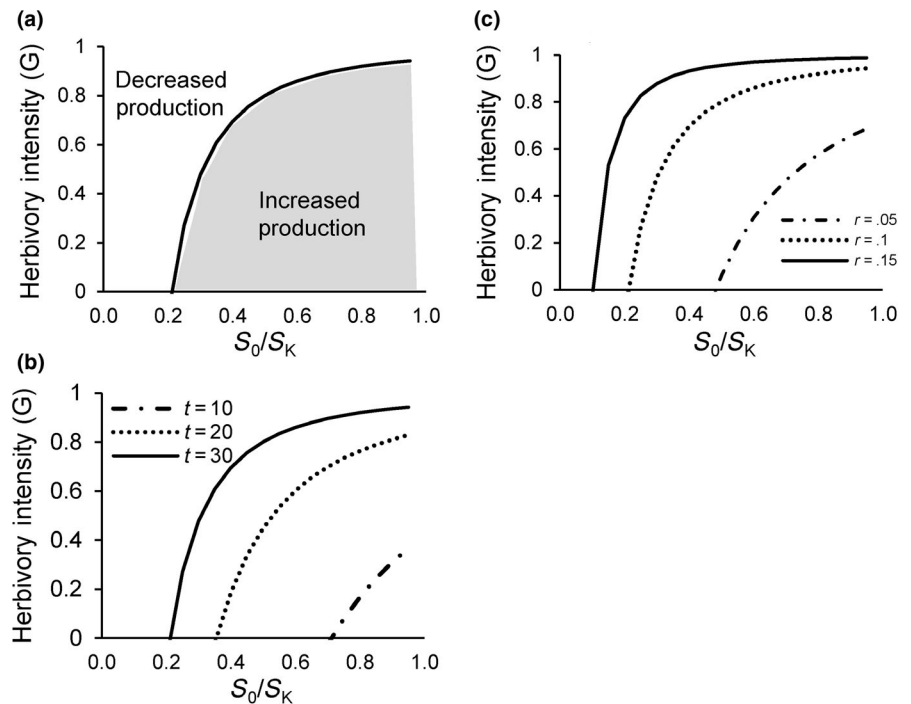 (a)
Herbivory intensity (G)
1
0.8
0.6
0.4
0.2
0
Decreased
production
Increased
production
0.0 0.2 0.4 0.6 0.8 1.0
S0/SK
(b)
Herbivory intensity (G)
1
0.8
0.6
0.4
0.2
0
t = 10
t = 20
t = 30
0.0 0.2 0.4 0.6 0.8 1.0
S0/SK
(c)
Herbivory intensity (G)
1
0.8
0.6
0.4
0.2
0
r = .05
r = .1
r = .15
0.0 0.2 0.4 0.6 0.8 1.0
S0/SK